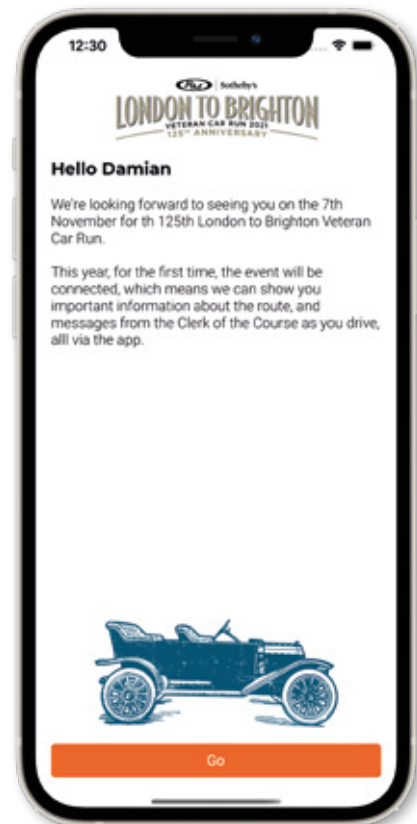 12:30
RM Sotheby's
LONDON TO BRIGHTON
VETERAN CAR RUN 2021
125TH ANNIVERSARY
Hello Damian
We're looking forward to seeing you on the 7th
November for th 125th London to Brighton Veteran
Car Run.
This year, for the first time, the event will be
connected, which means we can show you
important information about the route, and
messages from the Clerk of the Course as you drive,
alll via the app.
Go